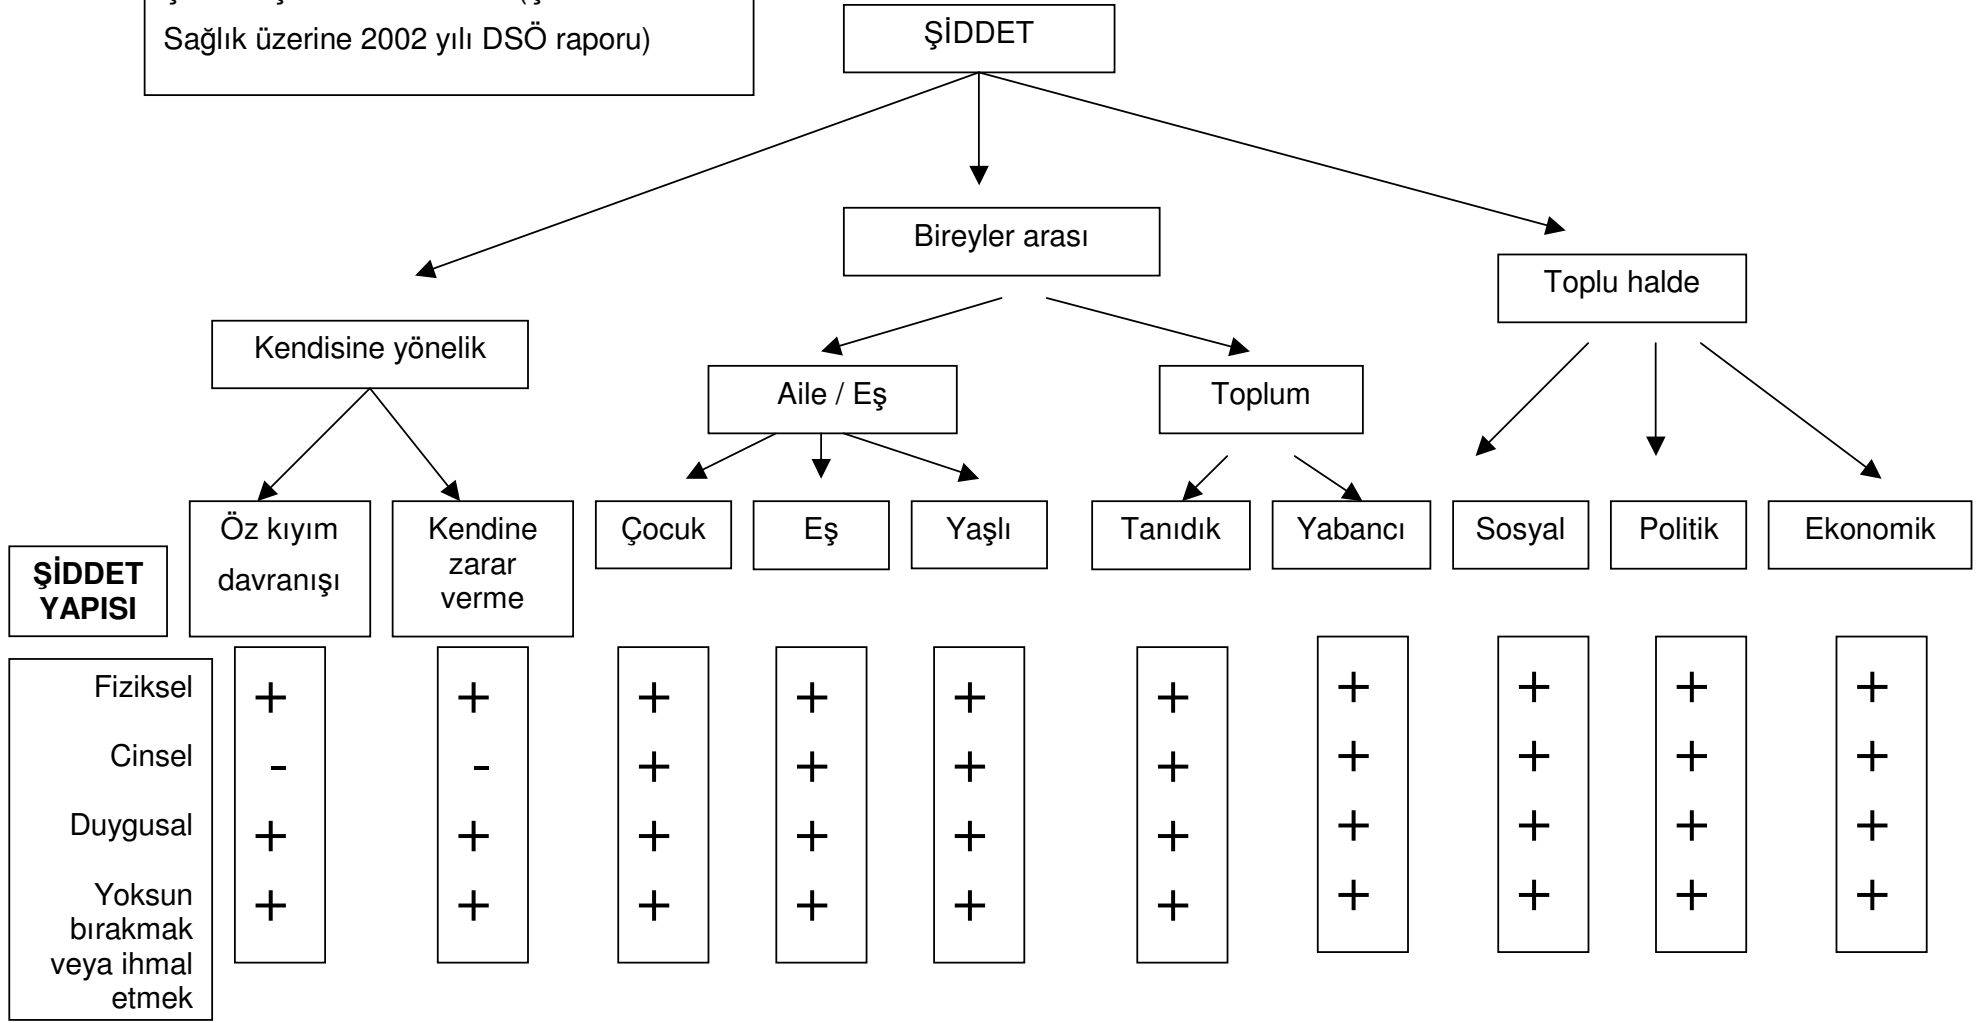 Sağlık üzerine 2002 yılı DSÖ raporu)
ŞİDDET
Bireyler arası
Toplu halde
Kendisine yönelik
Aile / Eş
Toplum
Öz kıyım
davranışı
Kendine
zarar
verme
Çocuk
Eş
Yaşlı
Tanıdık
Yabancı
Sosyal
Politik
Ekonomik
ŞİDDET
YAPISI
Fiziksel + + + + + + + + + +
Cinsel - - + + + + + + + +
Duygusal + + + + + + + + + +
Yoksun + + + + + + + + + +
bırakmak
veya ihmal
etmek